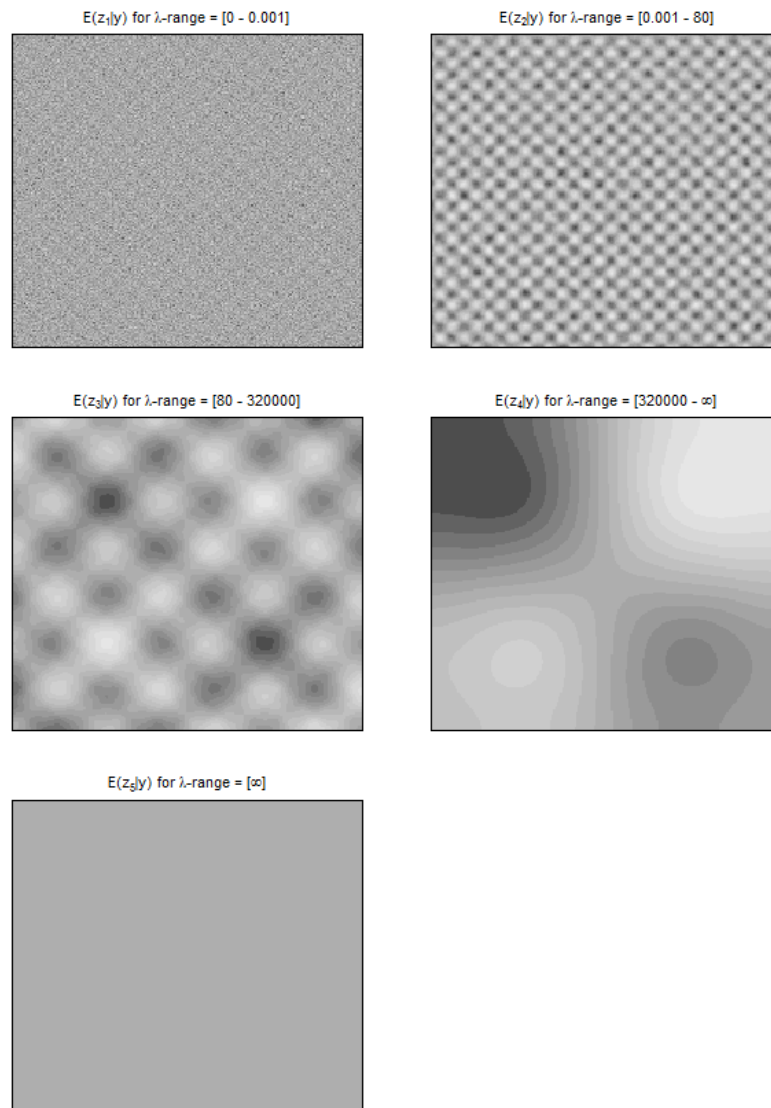 E(z₁|y) for λ-range = [0 - 0.001]
E(z₂|y) for λ-range = [0.001 - 80]
E(z₃|y) for λ-range = [80 - 320000]
E(z₄|y) for λ-range = [320000 - ∞]
E(z₅|y) for λ-range = [∞]